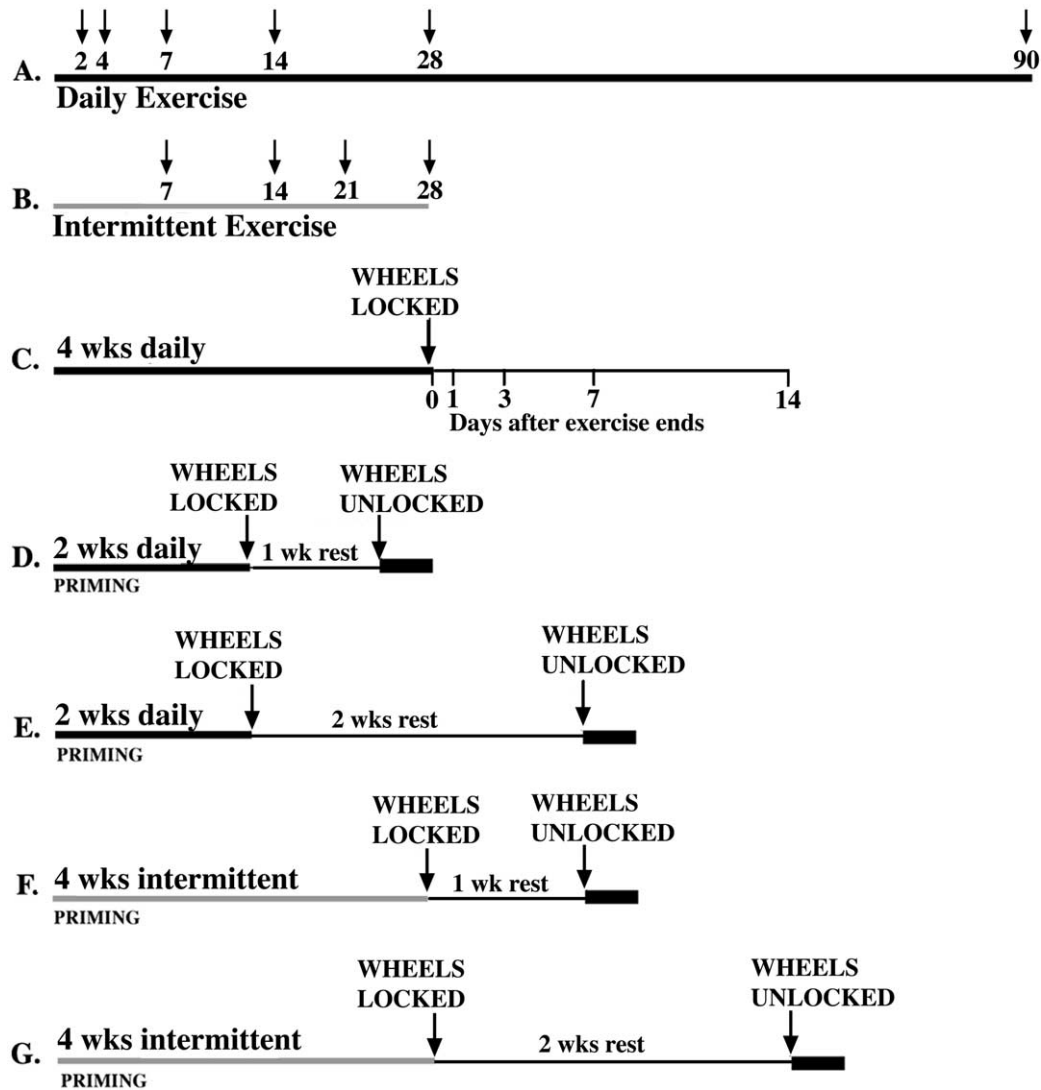 2 4 7 14 28 90
A.
Daily Exercise
7 14 21 28
B.
Intermittent Exercise
WHEELS
LOCKED
4 wks daily
C.
0 1 3 7 14
Days after exercise ends
WHEELS WHEELS
LOCKED UNLOCKED
D. 2 wks daily 1 wk rest
PRIMING
WHEELS WHEELS
LOCKED UNLOCKED
E. 2 wks daily 2 wks rest
PRIMING
WHEELS WHEELS
LOCKED UNLOCKED
F. 4 wks intermittent 1 wk rest
PRIMING
WHEELS WHEELS
LOCKED UNLOCKED
G. 4 wks intermittent 2 wks rest
PRIMING